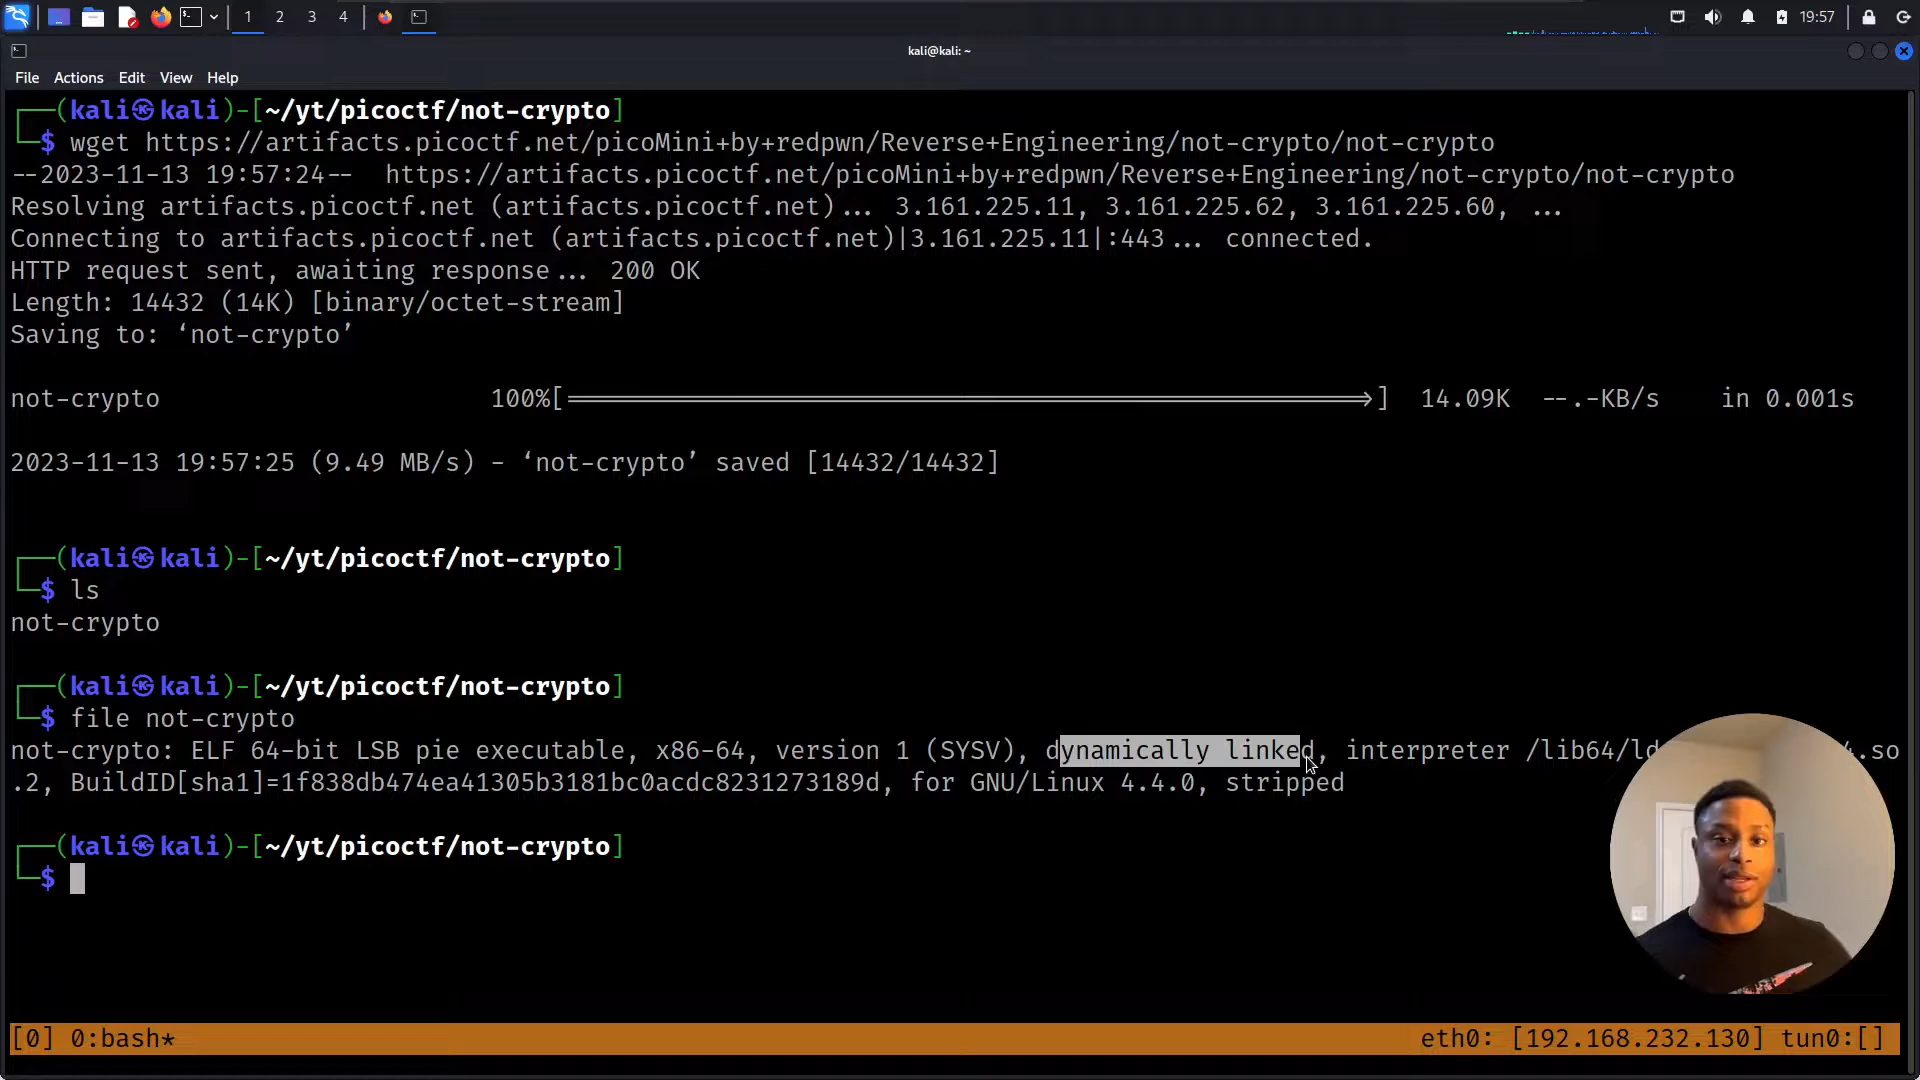 1 2 3 4 19:57
kali@kali: ~
File Actions Edit View Help
(kali㉿kali)-[~/yt/picoctf/not-crypto]
$ wget https://artifacts.picoctf.net/picoMini+by+redpwn/Reverse+Engineering/not-crypto/not-crypto
--2023-11-13 19:57:24-- https://artifacts.picoctf.net/picoMini+by+redpwn/Reverse+Engineering/not-crypto/not-crypto
Resolving artifacts.picoctf.net (artifacts.picoctf.net)... 3.161.225.11, 3.161.225.62, 3.161.225.60, ...
Connecting to artifacts.picoctf.net (artifacts.picoctf.net)|3.161.225.11|:443... connected.
HTTP request sent, awaiting response... 200 OK
Length: 14432 (14K) [binary/octet-stream]
Saving to: ‘not-crypto’
not-crypto 100%[===================>] 14.09K --.-KB/s in 0.001s
2023-11-13 19:57:25 (9.49 MB/s) - ‘not-crypto’ saved [14432/14432]
(kali㉿kali)-[~/yt/picoctf/not-crypto]
$ ls
not-crypto
(kali㉿kali)-[~/yt/picoctf/not-crypto]
$ file not-crypto
not-crypto: ELF 64-bit LSB pie executable, x86-64, version 1 (SYSV), dynamically linked, interpreter /lib64/ld 4.so
.2, BuildID[sha1]=1f838db474ea41305b3181bc0acdc8231273189d, for GNU/Linux 4.4.0, stripped
(kali㉿kali)-[~/yt/picoctf/not-crypto]
$
[0] 0:bash* eth0: [192.168.232.130] tun0:[]